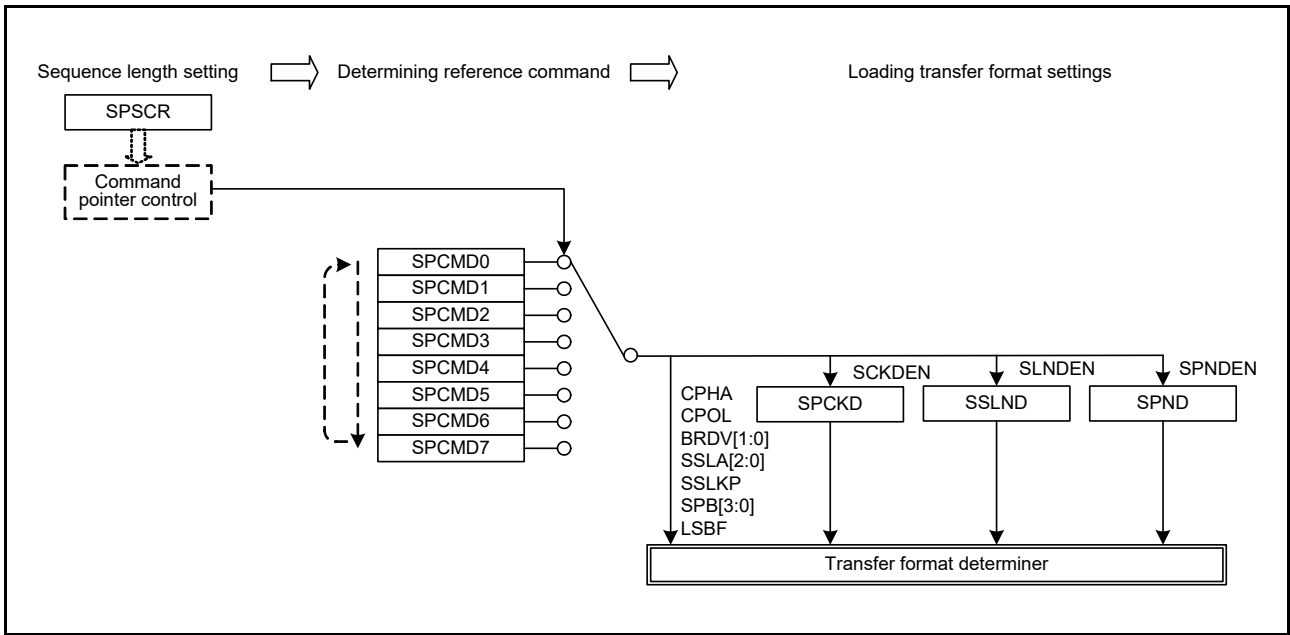 Sequence length setting
Determining reference command
Loading transfer format settings
SPSCR
Command
pointer control
SPCMD0
SPCMD1
SPCMD2
SPCMD3
SPCMD4
SPCMD5
SPCMD6
SPCMD7
CPHA
CPOL
BRDV[1:0]
SSLA[2:0]
SSLKP
SPB[3:0]
LSBF
SCKDEN
SPCKD
SLNDEN
SSLND
SPNDEN
SPND
Transfer format determiner